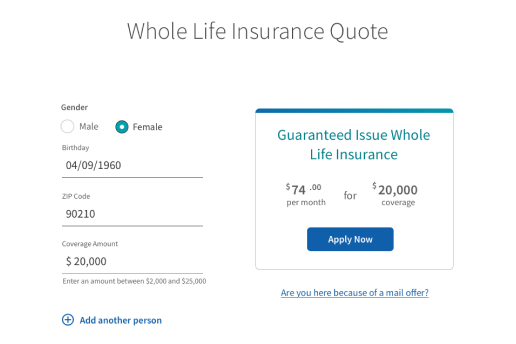 Whole Life Insurance Quote
Gender
Male
Female
Birthday
04/09/1960
ZIP Code
90210
Coverage Amount
$ 20,000
Enter an amount between $2,000 and $25,000
Add another person
Guaranteed Issue Whole
Life Insurance
$74 .00
per month
for
$20,000
coverage
Apply Now
Are you here because of a mail offer?